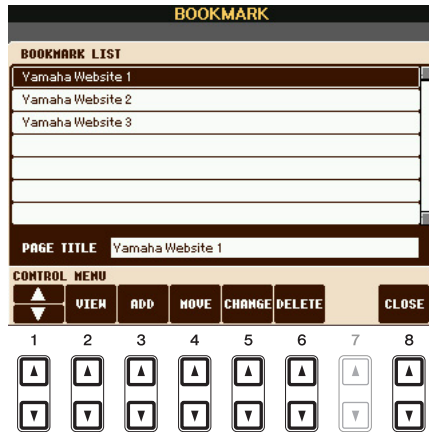 BOOKMARK
BOOKMARK LIST
Yamaha Website 1
Yamaha Website 2
Yamaha Website 3
PAGE TITLE Yamaha Website 1
CONTROL MENU
VIEW ADD MOVE CHANGE DELETE CLOSE
1 2 3 4 5 6 7 8